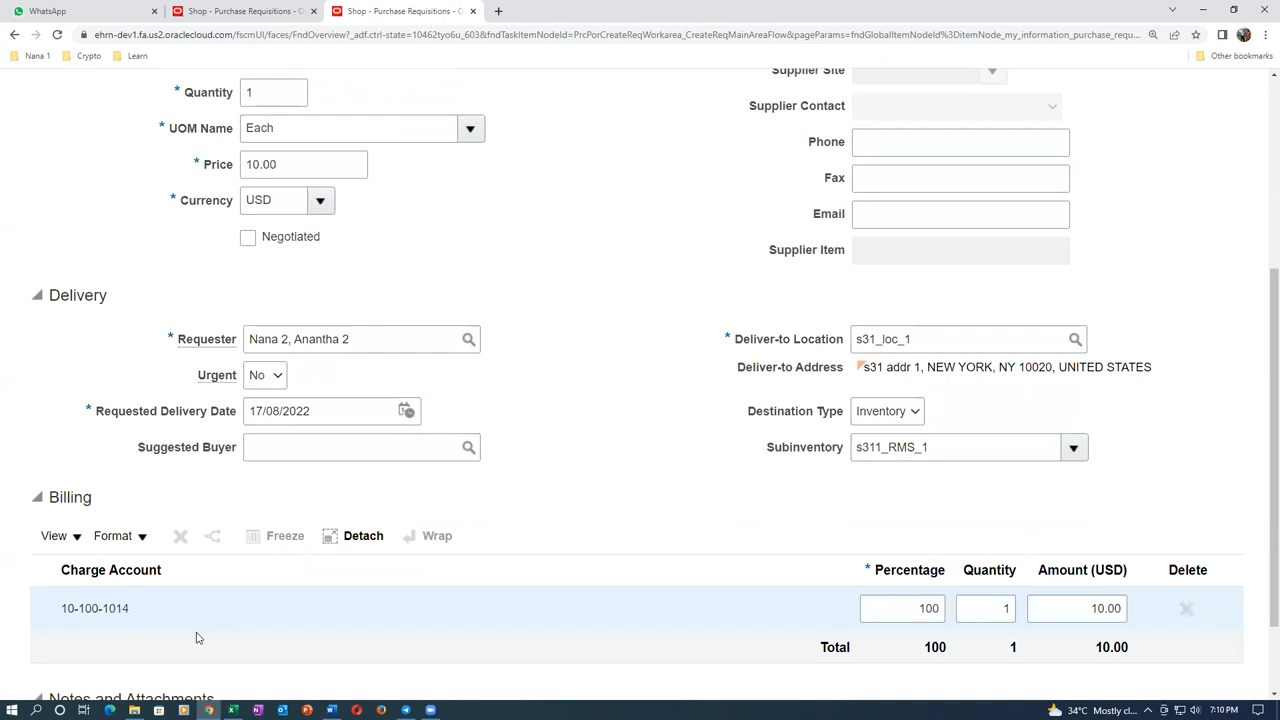 WhatsApp
Shop - Purchase Requisitions - O
Shop - Purchase Requisitions - O
ehrm-dev1.fa.us2.oraclecloud.com/fscmUI/faces/FndOverview?_adf.ctrl-state=10462tyo6u_603&fndTaskItemNodeId=PrcPorCreateReqWorkarea_CreateReqMainAreaFlow&pageParams=fndGlobalItemNodeId%3DitemNode_my_information_purchase_requ...
Nana 1
Crypto
Learn
Other bookmarks
Supplier Site
* Quantity 1
Supplier Contact
* UOM Name Each
Phone
* Price 10.00
Fax
* Currency USD
Email
Negotiated
Supplier Item
Delivery
* Requester Nana 2, Anantha 2
* Deliver-to Location s31_loc_1
Urgent No
Deliver-to Address s31 addr 1, NEW YORK, NY 10020, UNITED STATES
* Requested Delivery Date 17/08/2022
Destination Type Inventory
Suggested Buyer
Subinventory s311_RMS_1
Billing
View Format Freeze Detach Wrap
Charge Account * Percentage Quantity Amount (USD) Delete
10-100-1014 100 1 10.00
Total 100 1 10.00
Notes and Attachments
34°C Mostly cl... 7:10 PM